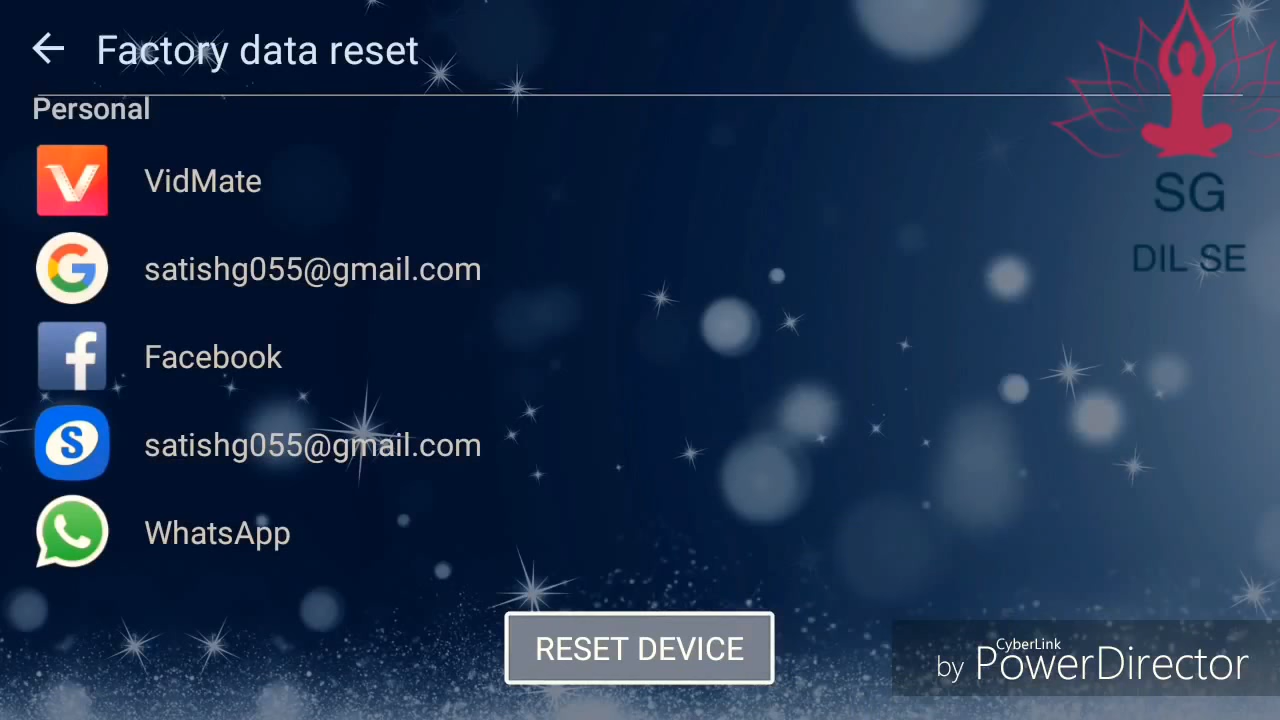 Factory data reset
Personal
VidMate
satishg055@gmail.com
Facebook
satishg055@gmail.com
WhatsApp
RESET DEVICE
SG
DIL SE
CyberLink
by PowerDirector